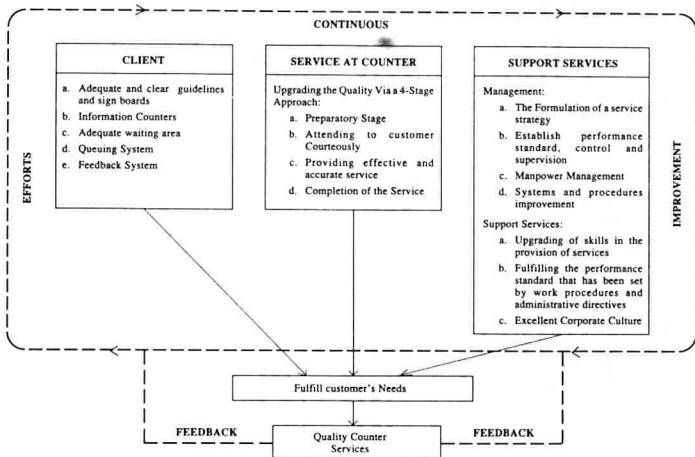 CONTINUOUS
CLIENT
a. Adequate and clear guidelines
and sign boards
b. Information Counters
c. Adequate waiting area
d. Queuing System
e. Feedback System
SERVICE AT COUNTER
Upgrading the Quality Via a 4-Stage
Approach:
a. Preparatory Stage
b. Attending to customer
Courteously
c. Providing effective and
accurate service
d. Completion of the Service
SUPPORT SERVICES
Management:
a. The Formulation of a service
strategy
b. Establish performance
standard, control and
supervision
c. Manpower Management
d. Systems and procedures
improvement
Support Services:
a. Upgrading of skills in the
provision of services
b. Fulfilling the performance
standard that has been set
by work procedures and
administrative directives
c. Excellent Corporate Culture
EFFORTS
IMPROVEMENT
Fulfill customer's Needs
FEEDBACK
Quality Counter
Services
FEEDBACK